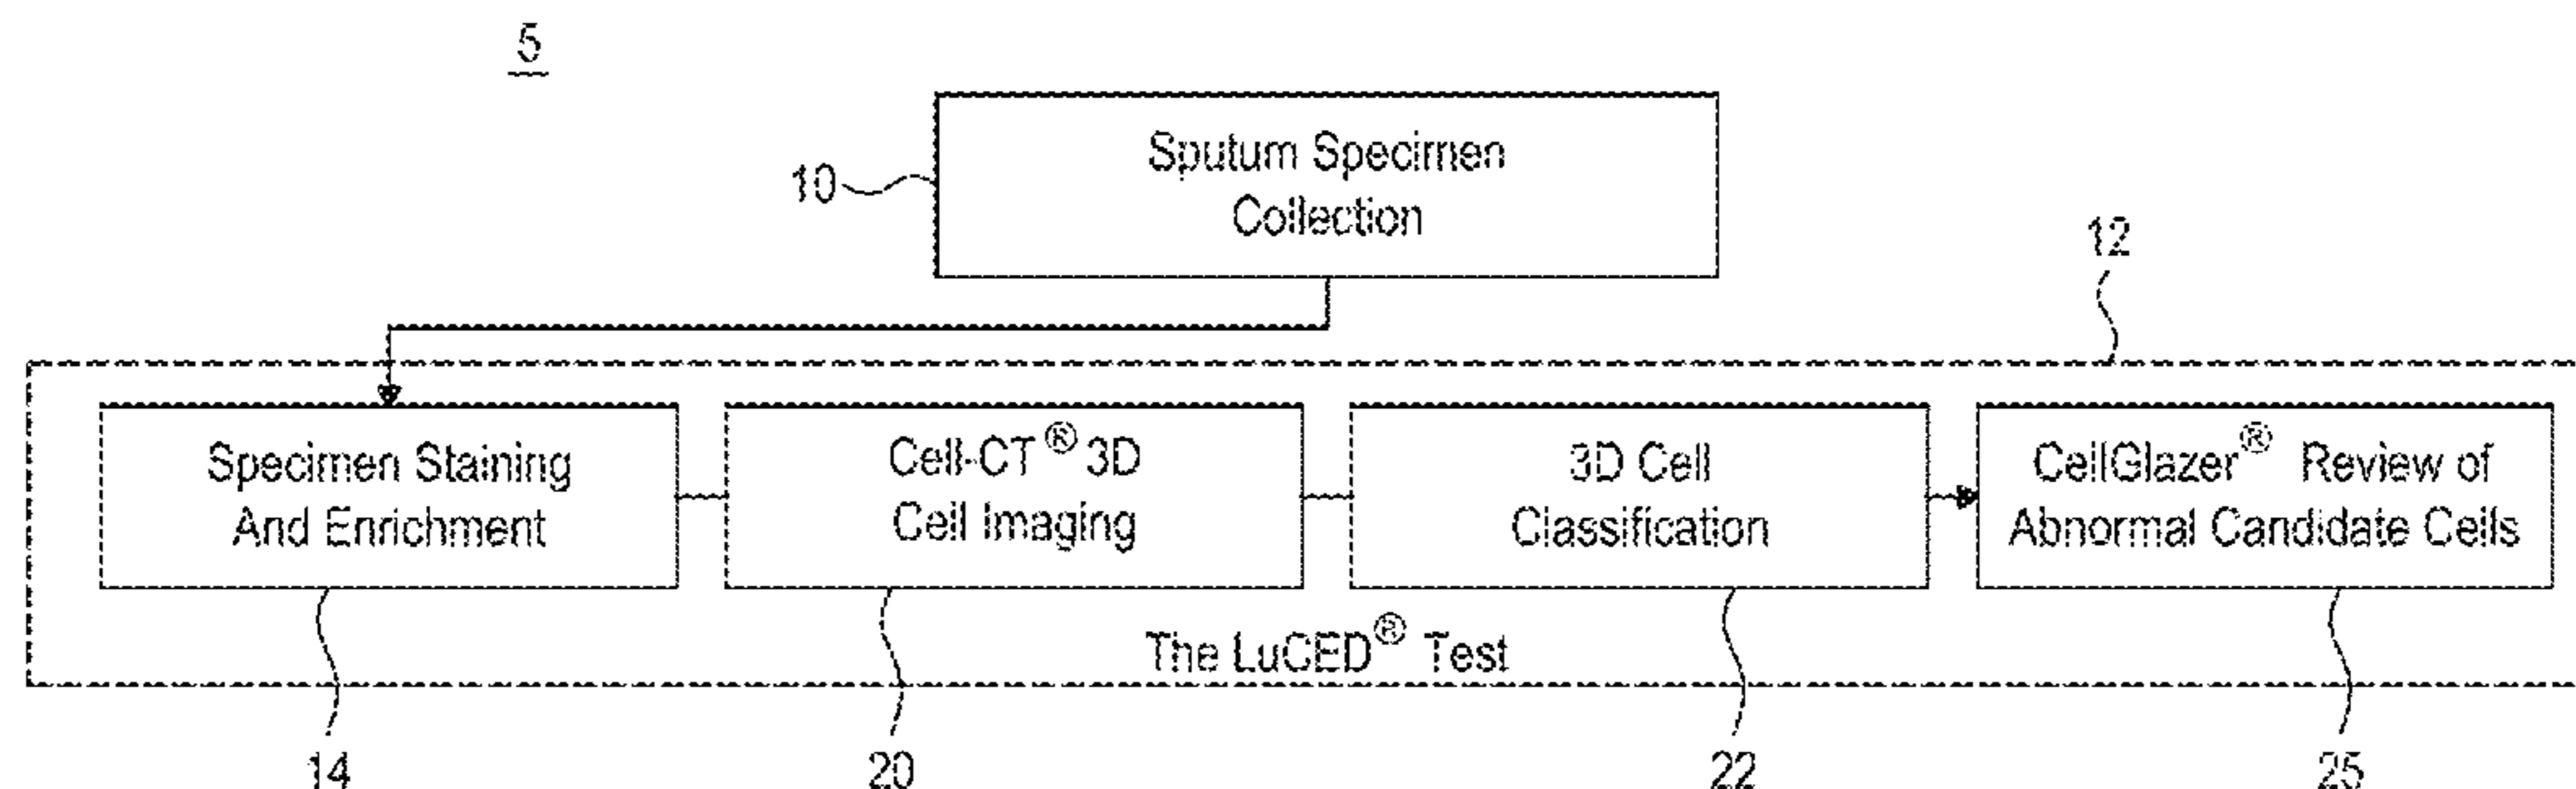 5
Sputum Specimen
Collection
10
12
Specimen Staining
And Enrichment
Cell-CT® 3D
Cell Imaging
3D Cell
Classification
CellGlazer® Review of
Abnormal Candidate Cells
The LuCED® Test
14
20
22
25